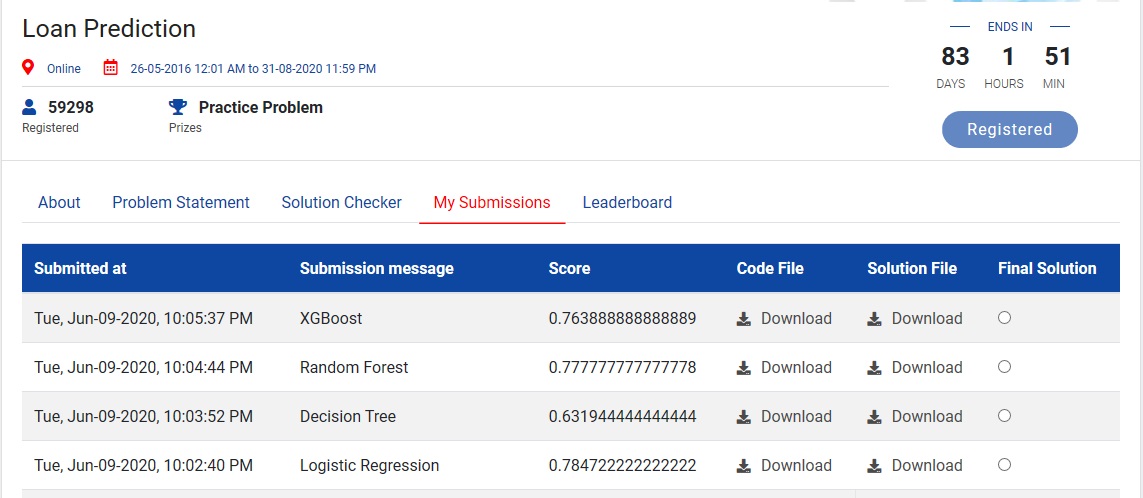 Loan Prediction
ENDS IN
83 1 51
DAYS HOURS MIN
Online 26-05-2016 12:01 AM to 31-08-2020 11:59 PM
59298 Practice Problem
Registered Prizes
Registered
About Problem Statement Solution Checker My Submissions Leaderboard
Submitted at Submission message Score Code File Solution File Final Solution
Tue, Jun-09-2020, 10:05:37 PM XGBoost 0.763888888888889 Download Download
Tue, Jun-09-2020, 10:04:44 PM Random Forest 0.777777777777778 Download Download
Tue, Jun-09-2020, 10:03:52 PM Decision Tree 0.631944444444444 Download Download
Tue, Jun-09-2020, 10:02:40 PM Logistic Regression 0.784722222222222 Download Download